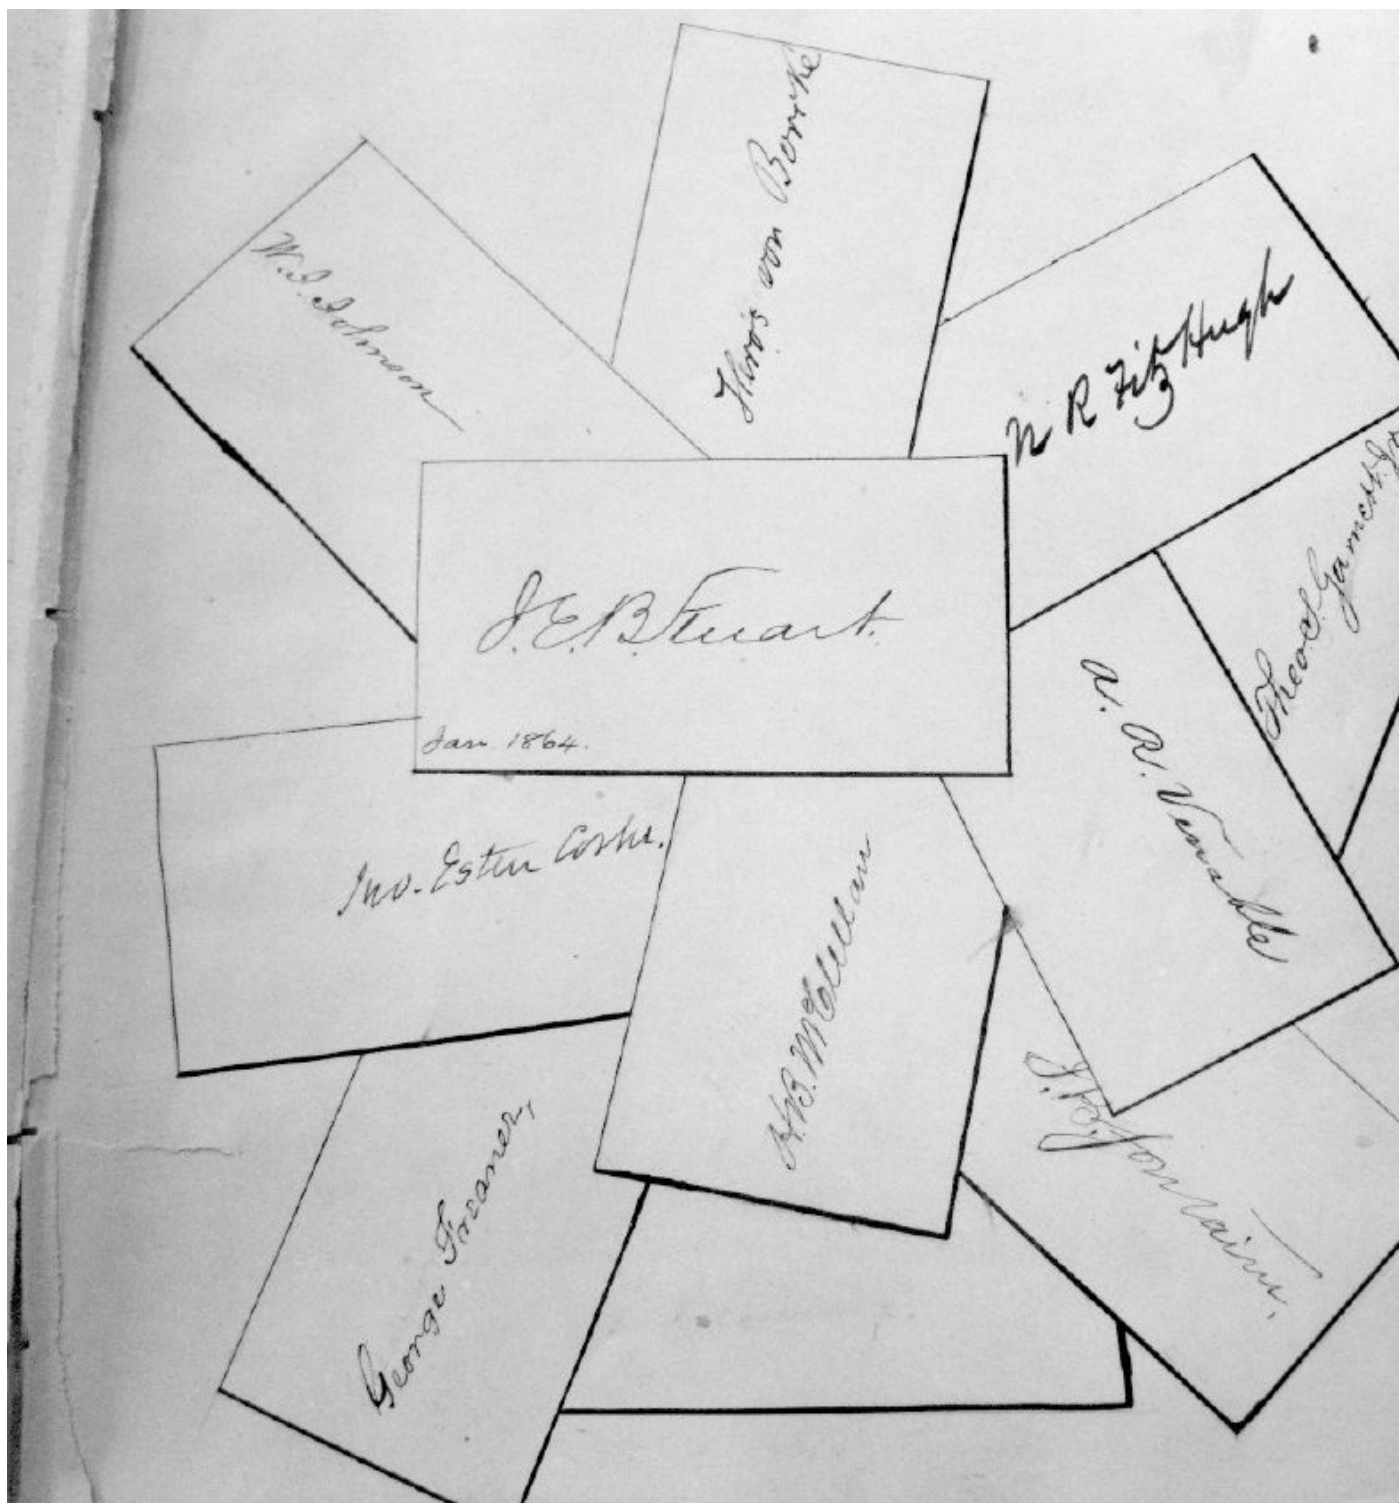 Heros von Borcke
W. J. Johnson
N R FitzHugh
J. E. B. Stuart.
Jan. 1864.
Theo. S. Garnett. Jr
A. R. Venable
Jno. Esten Cooke.
H. B. McClellan
George Freaner,
J. B. Fontaine.